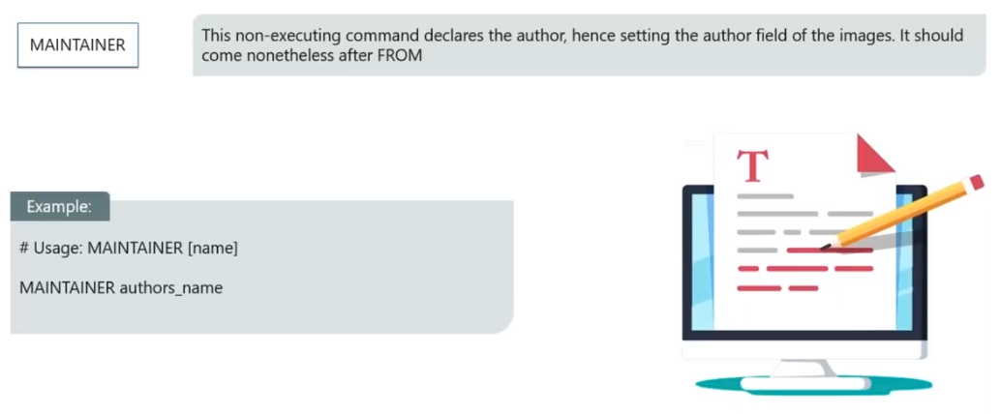 MAINTAINER
This non-executing command declares the author, hence setting the author field of the images. It should
come nonetheless after FROM
T
Example:
# Usage: MAINTAINER [name]
MAINTAINER authors_name